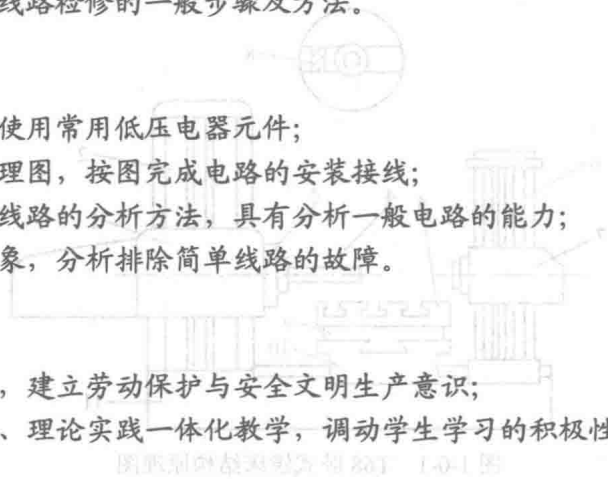 线路检修的一般步骤及方法。
使用常用低压电器元件；
理图，按图完成电路的安装接线；
线路的分析方法，具有分析一般电路的能力；
象，分析排除简单线路的故障。
，建立劳动保护与安全文明生产意识；
、理论实践一体化教学，调动学生学习的积极性